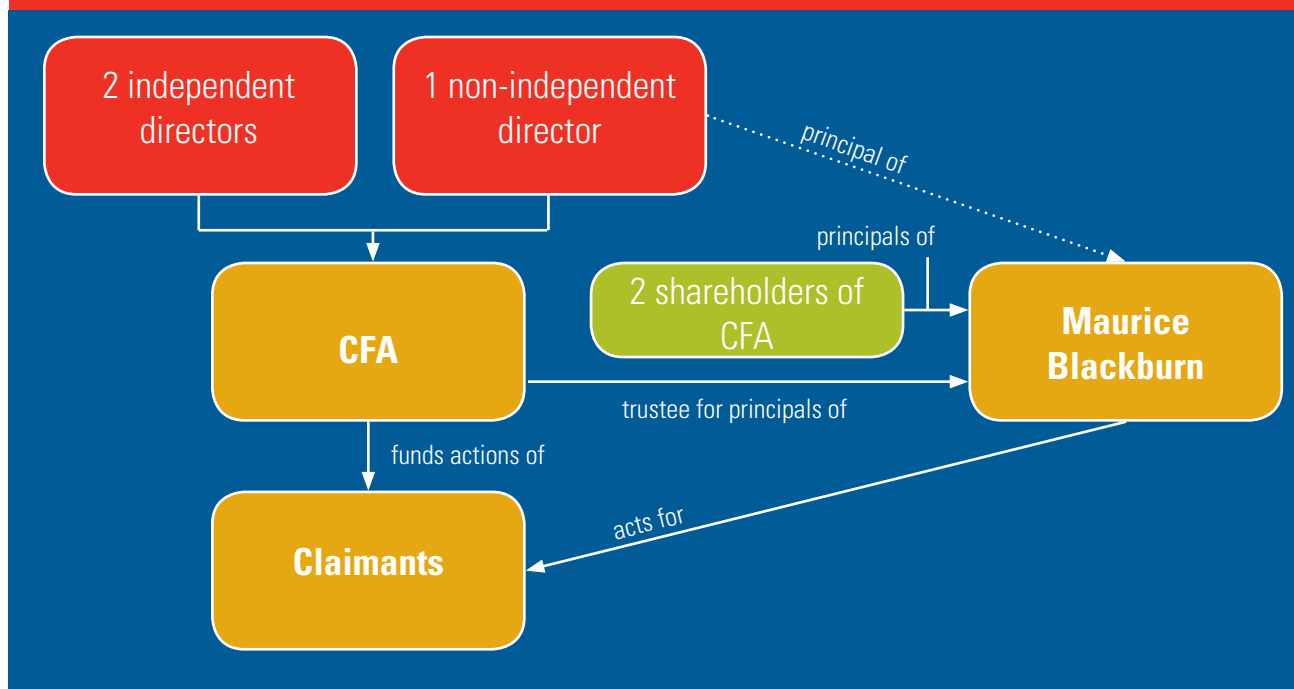 2 independent
directors
1 non-independent
director
principal of
principals of
2 shareholders of
CFA
Maurice
Blackburn
CFA
trustee for principals of
funds actions of
acts for
Claimants